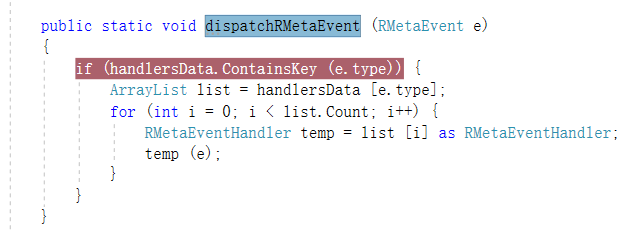 public static void dispatchRMetaEvent (RMetaEvent e)
{
if (handlersData.ContainsKey (e.type)) {
ArrayList list = handlersData [e.type];
for (int i = 0; i < list.Count; i++) {
RMetaEventHandler temp = list [i] as RMetaEventHandler;
temp (e);
}
}
}